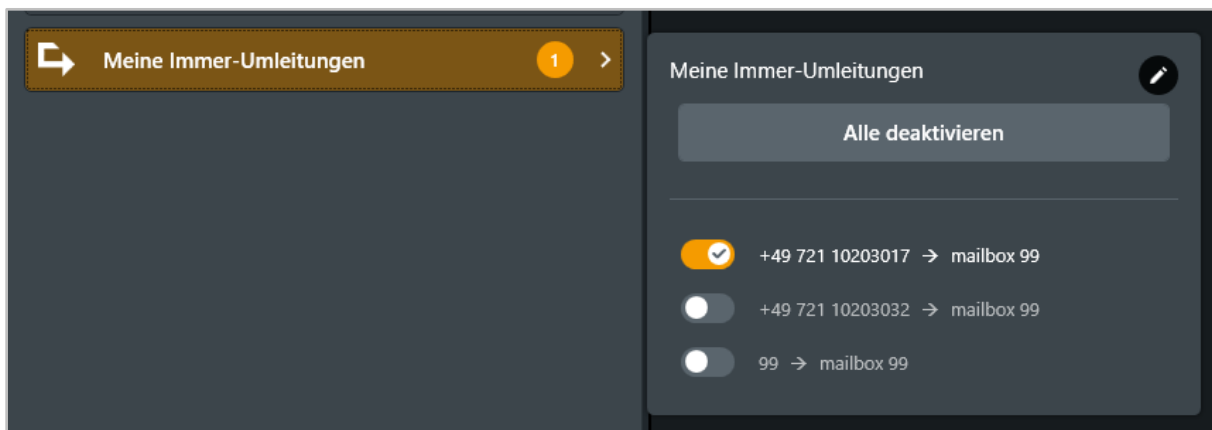 Meine Immer-Umleitungen
1
Meine Immer-Umleitungen
Alle deaktivieren
+49 721 10203017 → mailbox 99
+49 721 10203032 → mailbox 99
99 → mailbox 99